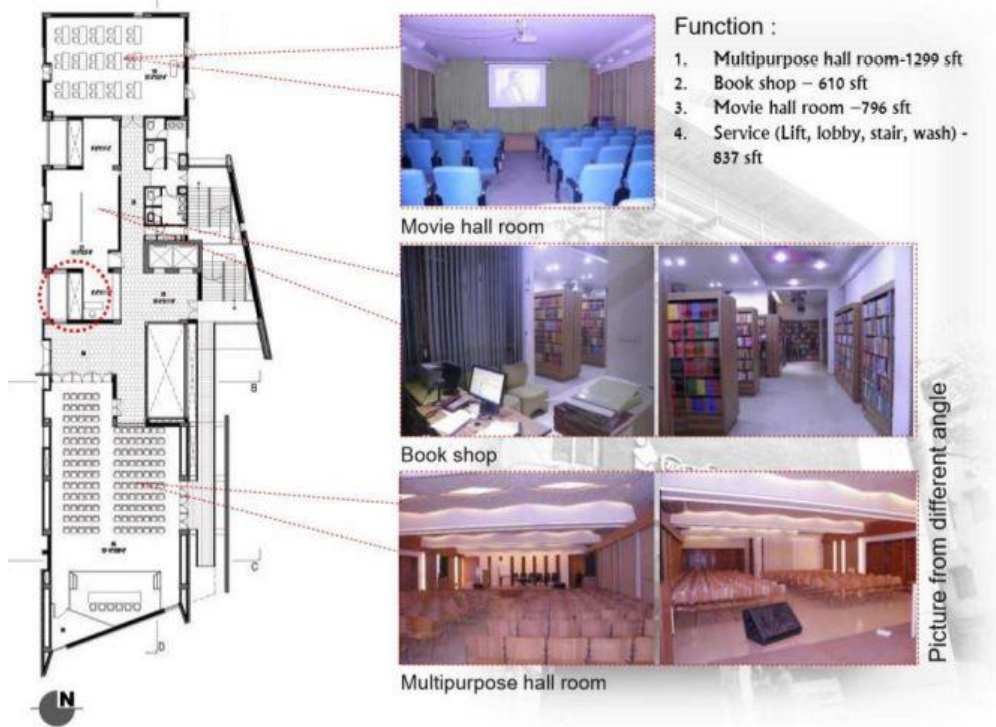 Function :
1. Multipurpose hall room-1299 sft
2. Book shop – 610 sft
3. Movie hall room –796 sft
4. Service (Lift, lobby, stair, wash) -
837 sft
Movie hall room
Book shop
Multipurpose hall room
Picture from different angle
B
C
D
N